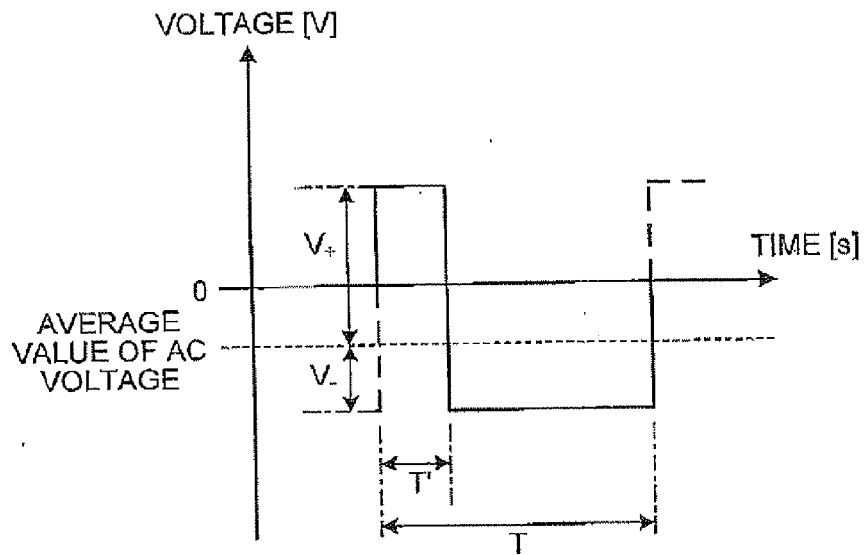 VOLTAGE [V]
V+
TIME [s]
0
AVERAGE
VALUE OF AC
VOLTAGE
V-
T'
T